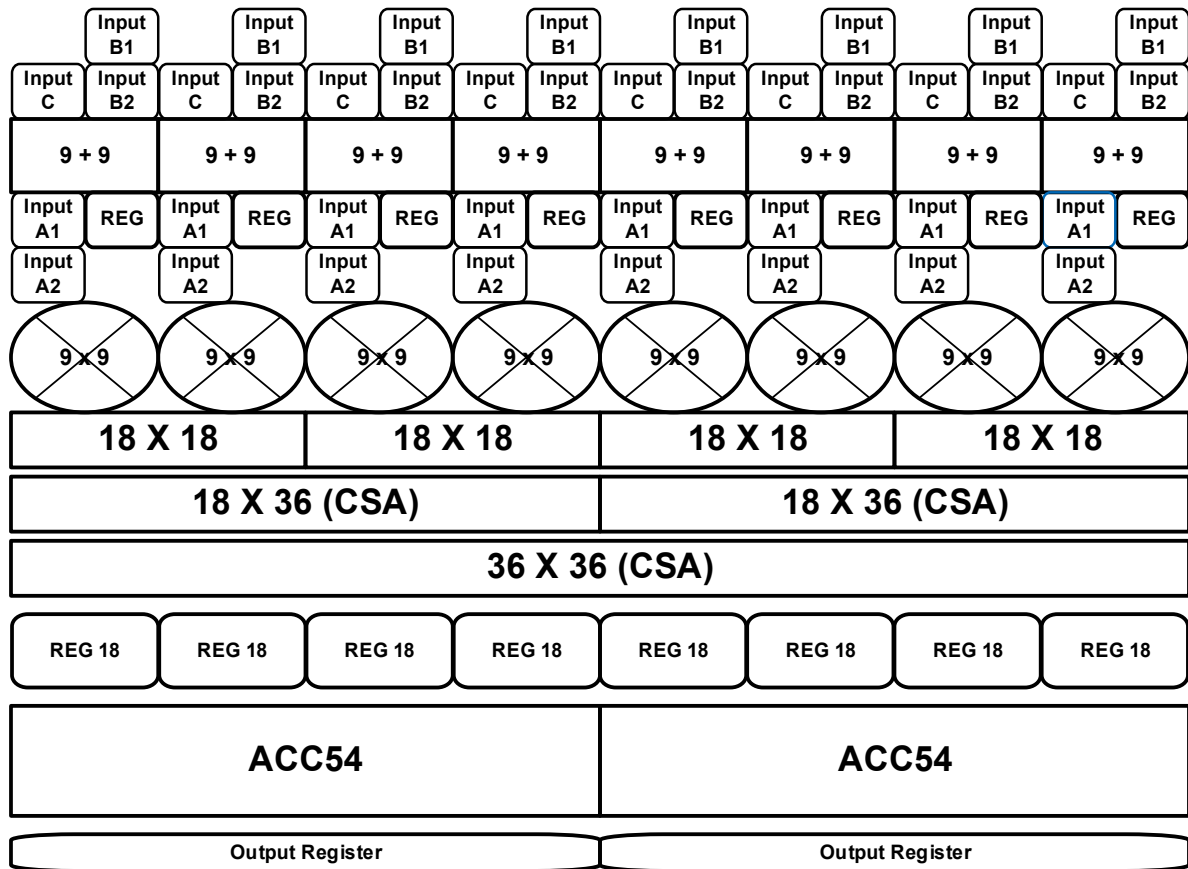 Input Input Input Input Input Input Input Input
B1 B1 B1 B1 B1 B1 B1 B1
Input Input Input Input Input Input Input Input Input Input Input Input Input Input Input Input
C B2 C B2 C B2 C B2 C B2 C B2 C B2 C B2
9 + 9 9 + 9 9 + 9 9 + 9 9 + 9 9 + 9 9 + 9 9 + 9
Input Input Input Input Input Input Input Input
A1 REG A1 REG A1 REG A1 REG A1 REG A1 REG A1 REG A1 REG
Input Input Input Input Input Input Input Input
A2 A2 A2 A2 A2 A2 A2 A2
9 x 9 9 x 9 9 x 9 9 x 9 9 x 9 9 x 9 9 x 9 9 x 9
18 X 18 18 X 18 18 X 18 18 X 18
18 X 36 (CSA) 18 X 36 (CSA)
36 X 36 (CSA)
REG 18 REG 18 REG 18 REG 18 REG 18 REG 18 REG 18 REG 18
ACC54 ACC54
Output Register Output Register